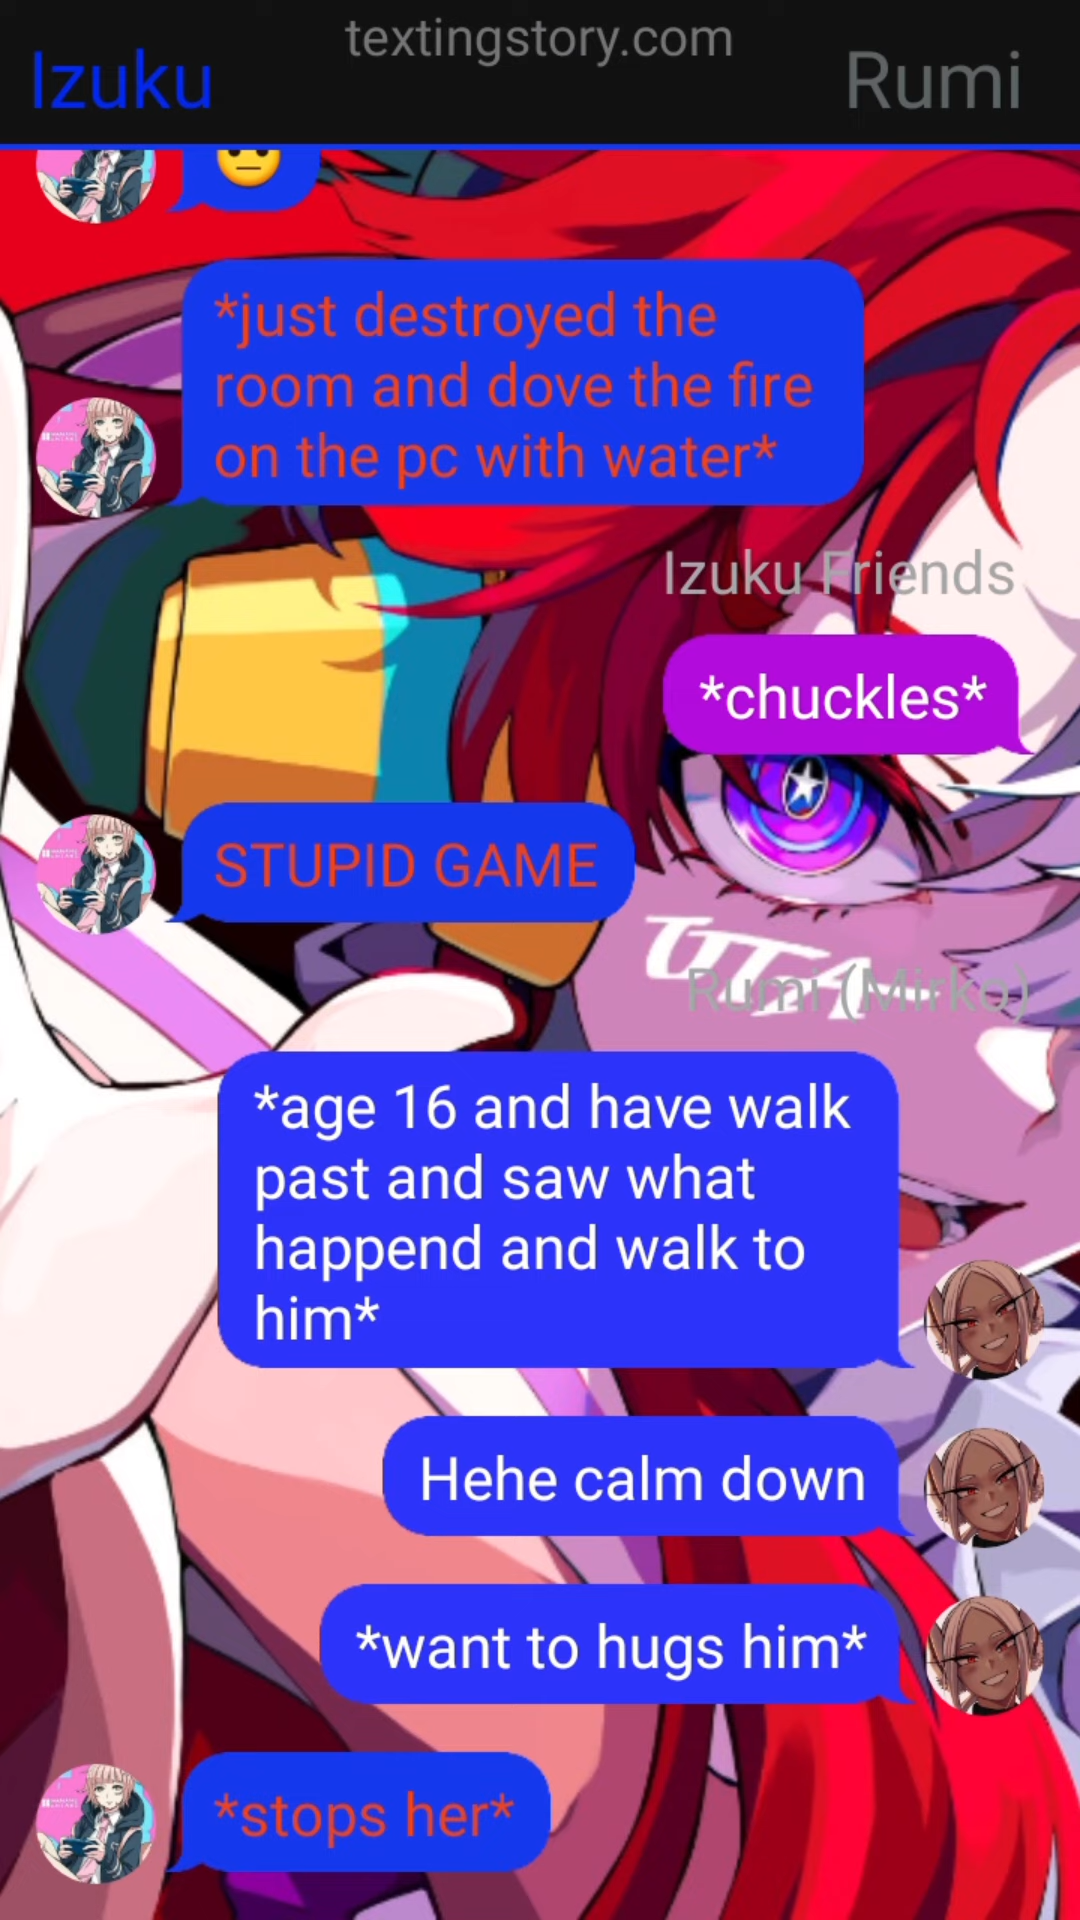 textingstory.com
Izuku
Rumi
*just destroyed the
room and dove the fire
on the pc with water*
Izuku Friends
*chuckles*
STUPID GAME
UTA
Rumi (Mirko)
*age 16 and have walk
past and saw what
happend and walk to
him*
Hehe calm down
*want to hugs him*
*stops her*